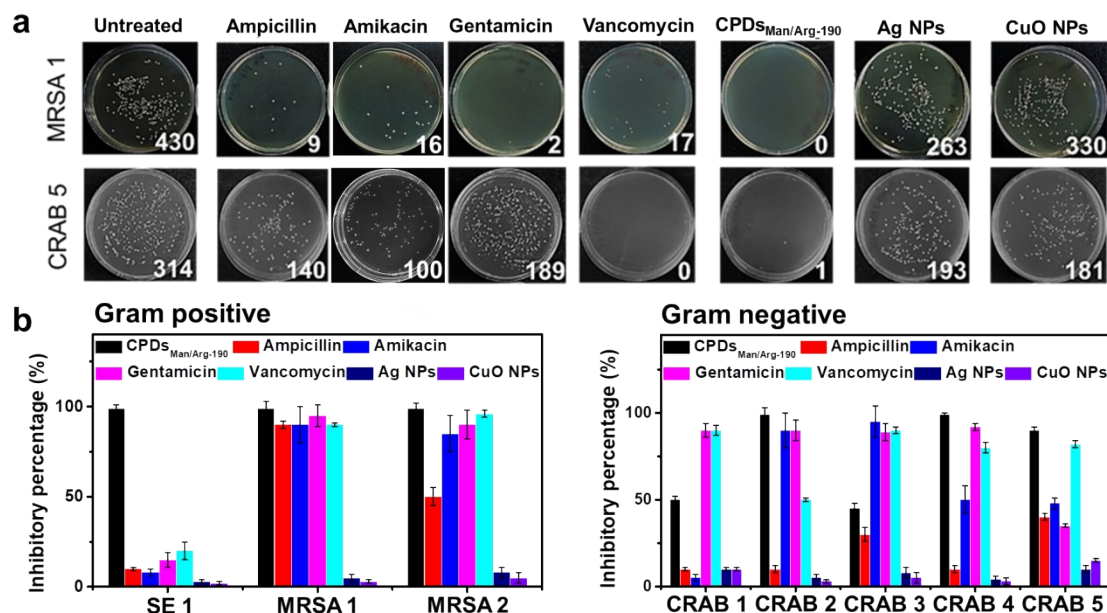 a
Untreated Ampicillin Amikacin Gentamicin Vancomycin CPDsMan/Arg-190 Ag NPs CuO NPs
MRSA 1
430 9 16 2 17 0 263 330
CRAB 5
314 140 100 189 0 1 193 181
b
Gram positive
CPDsMan/Arg-190 Ampicillin Amikacin
Gentamicin Vancomycin Ag NPs CuO NPs
Inhibitory percentage (%)
100
50
0
SE 1 MRSA 1 MRSA 2
Gram negative
CPDsMan/Arg-190 Ampicillin Amikacin
Gentamicin Vancomycin Ag NPs CuO NPs
Inhibitory percentage (%)
100
50
0
CRAB 1 CRAB 2 CRAB 3 CRAB 4 CRAB 5